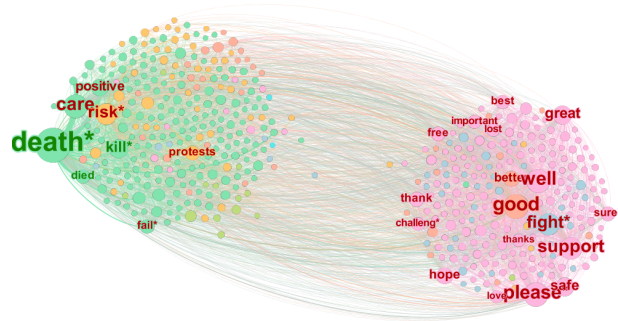 positive
care
risk*
death*
kill*
protests
died
fail*
best
great
important
free
lost
better
well
thank
good
sure
challeng*
fight*
thanks
support
hope
safe
love
please